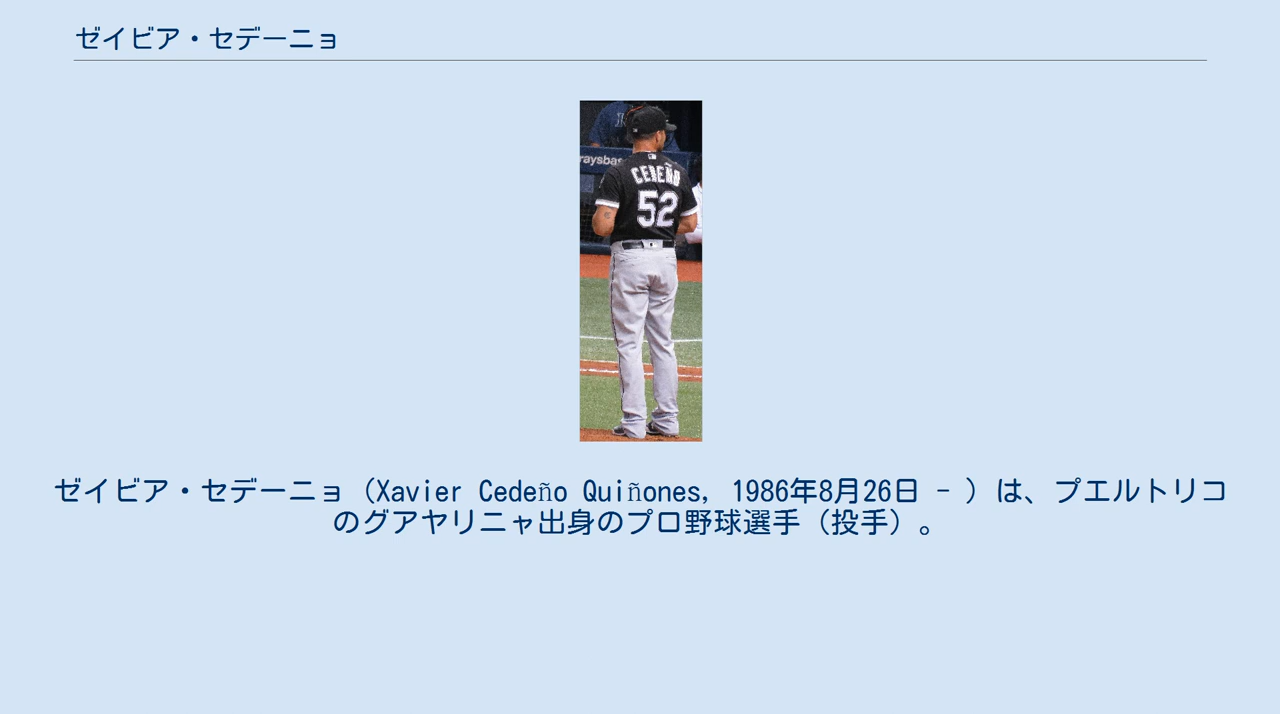 ゼイビア・セデーニョ
raysbas
CEDEÑO
52
ゼイビア・セデーニョ（Xavier Cedeño Quiñones, 1986年8月26日 - ）は、プエルトリコ
のグアヤリニャ出身のプロ野球選手（投手）。